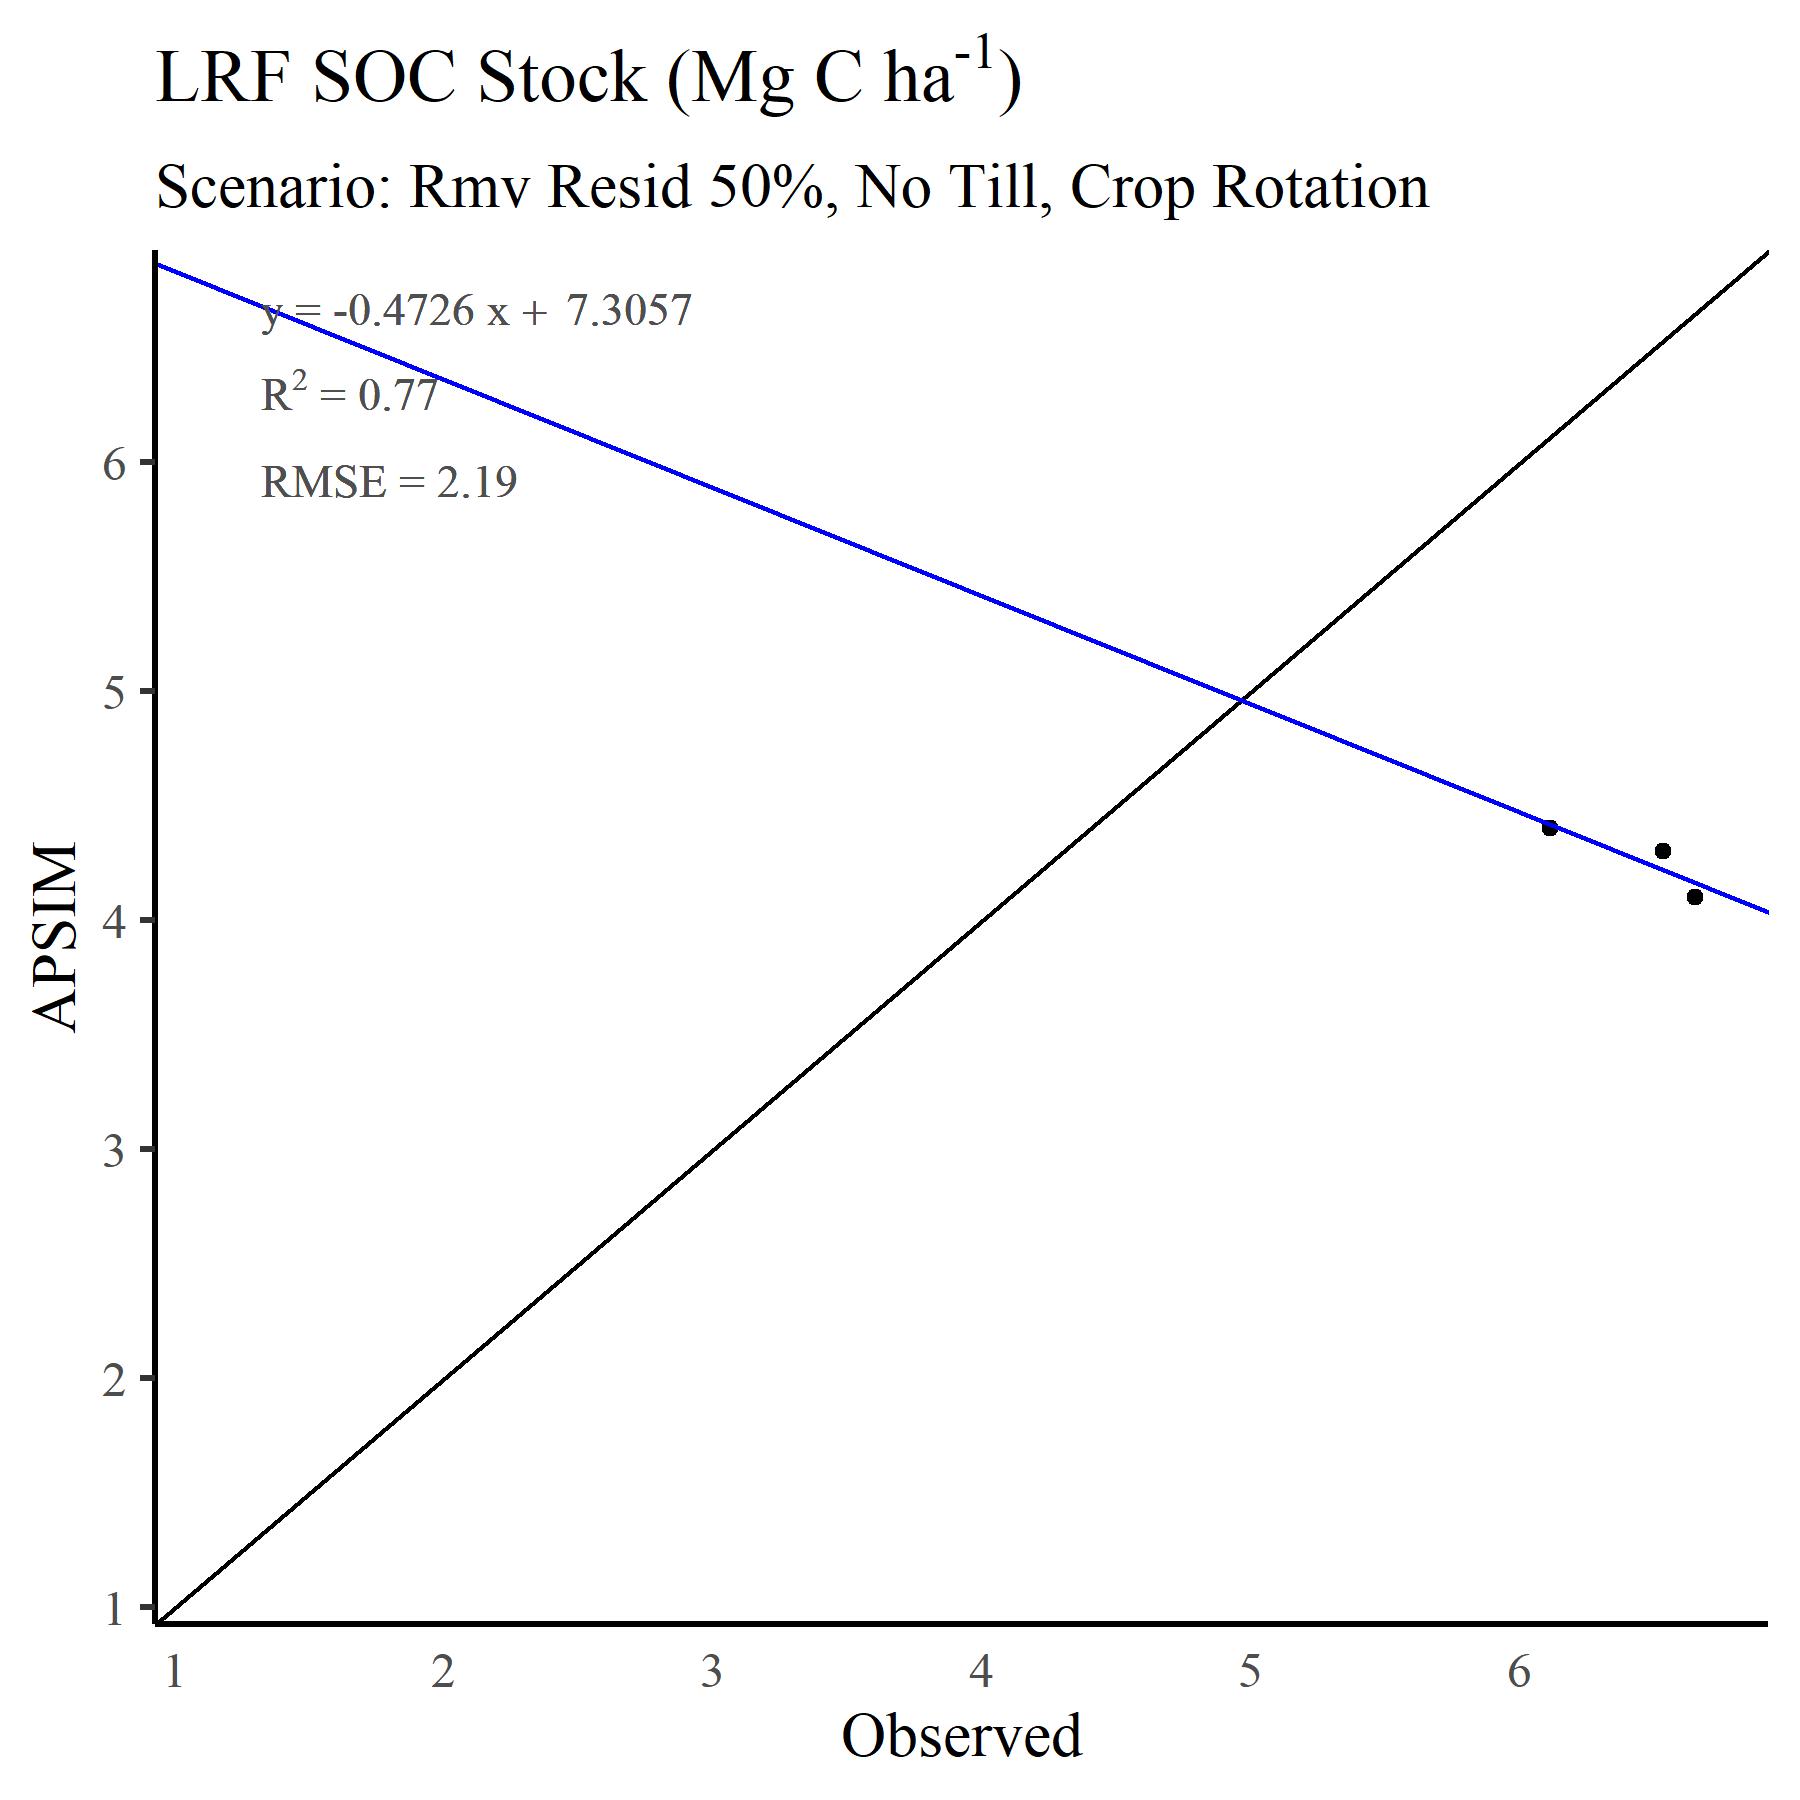 LRF SOC Stock (Mg C ha⁻¹)
Scenario: Rmv Resid 50%, No Till, Crop Rotation
y = -0.4726 x + 7.3057
R² = 0.77
RMSE = 2.19
6
5
4
3
2
1
APSIM
1 2 3 4 5 6
Observed